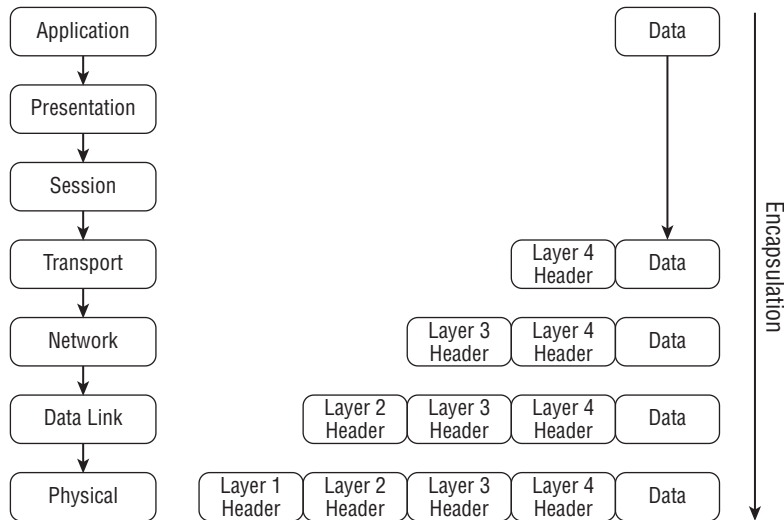 Application
Data
Presentation
Session
Transport
Layer 4
Header
Data
Network
Layer 3
Header
Layer 4
Header
Data
Data Link
Layer 2
Header
Layer 3
Header
Layer 4
Header
Data
Physical
Layer 1
Header
Layer 2
Header
Layer 3
Header
Layer 4
Header
Data
Encapsulation